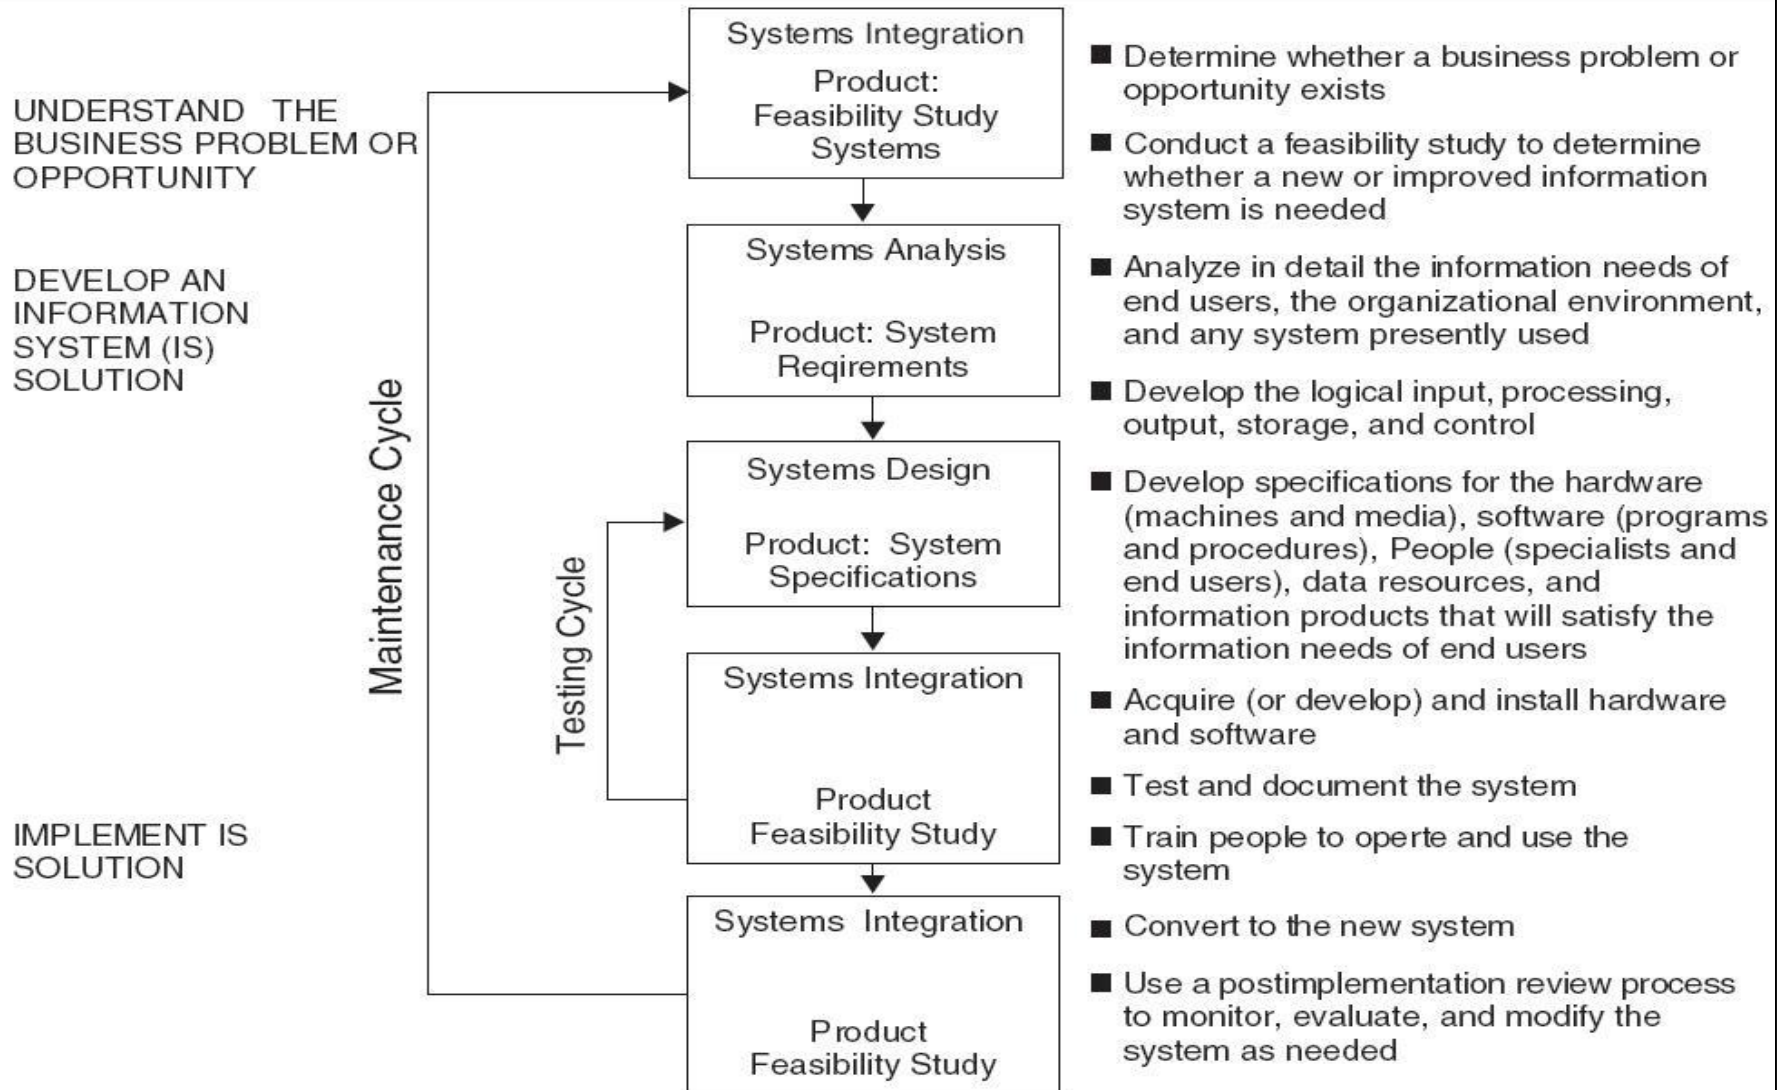 UNDERSTAND THE
BUSINESS PROBLEM OR
OPPORTUNITY
DEVELOP AN
INFORMATION
SYSTEM (IS)
SOLUTION
IMPLEMENT IS
SOLUTION
Maintenance Cycle
Testing Cycle
Systems Integration
Product:
Feasibility Study
Systems
Systems Analysis
Product: System
Reqirements
Systems Design
Product: System
Specifications
Systems Integration
Product
Feasibility Study
Systems Integration
Product
Feasibility Study
■ Determine whether a business problem or
opportunity exists
■ Conduct a feasibility study to determine
whether a new or improved information
system is needed
■ Analyze in detail the information needs of
end users, the organizational environment,
and any system presently used
■ Develop the logical input, processing,
output, storage, and control
■ Develop specifications for the hardware
(machines and media), software (programs
and procedures), People (specialists and
end users), data resources, and
information products that will satisfy the
information needs of end users
■ Acquire (or develop) and install hardware
and software
■ Test and document the system
■ Train people to operte and use the
system
■ Convert to the new system
■ Use a postimplementation review process
to monitor, evaluate, and modify the
system as needed